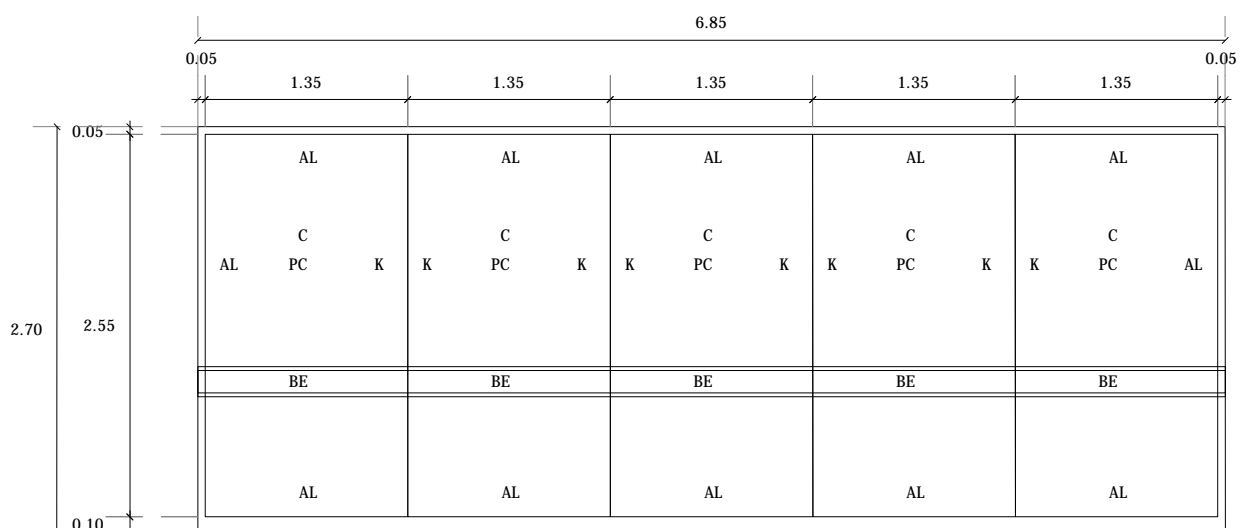 6.85
0.05 0.05
1.35 1.35 1.35 1.35 1.35
0.05
AL AL AL AL AL
C C C C C
AL PC K K PC K K PC K K PC K K PC AL
2.70 2.55
BE BE BE BE BE
AL AL AL AL AL
0.10